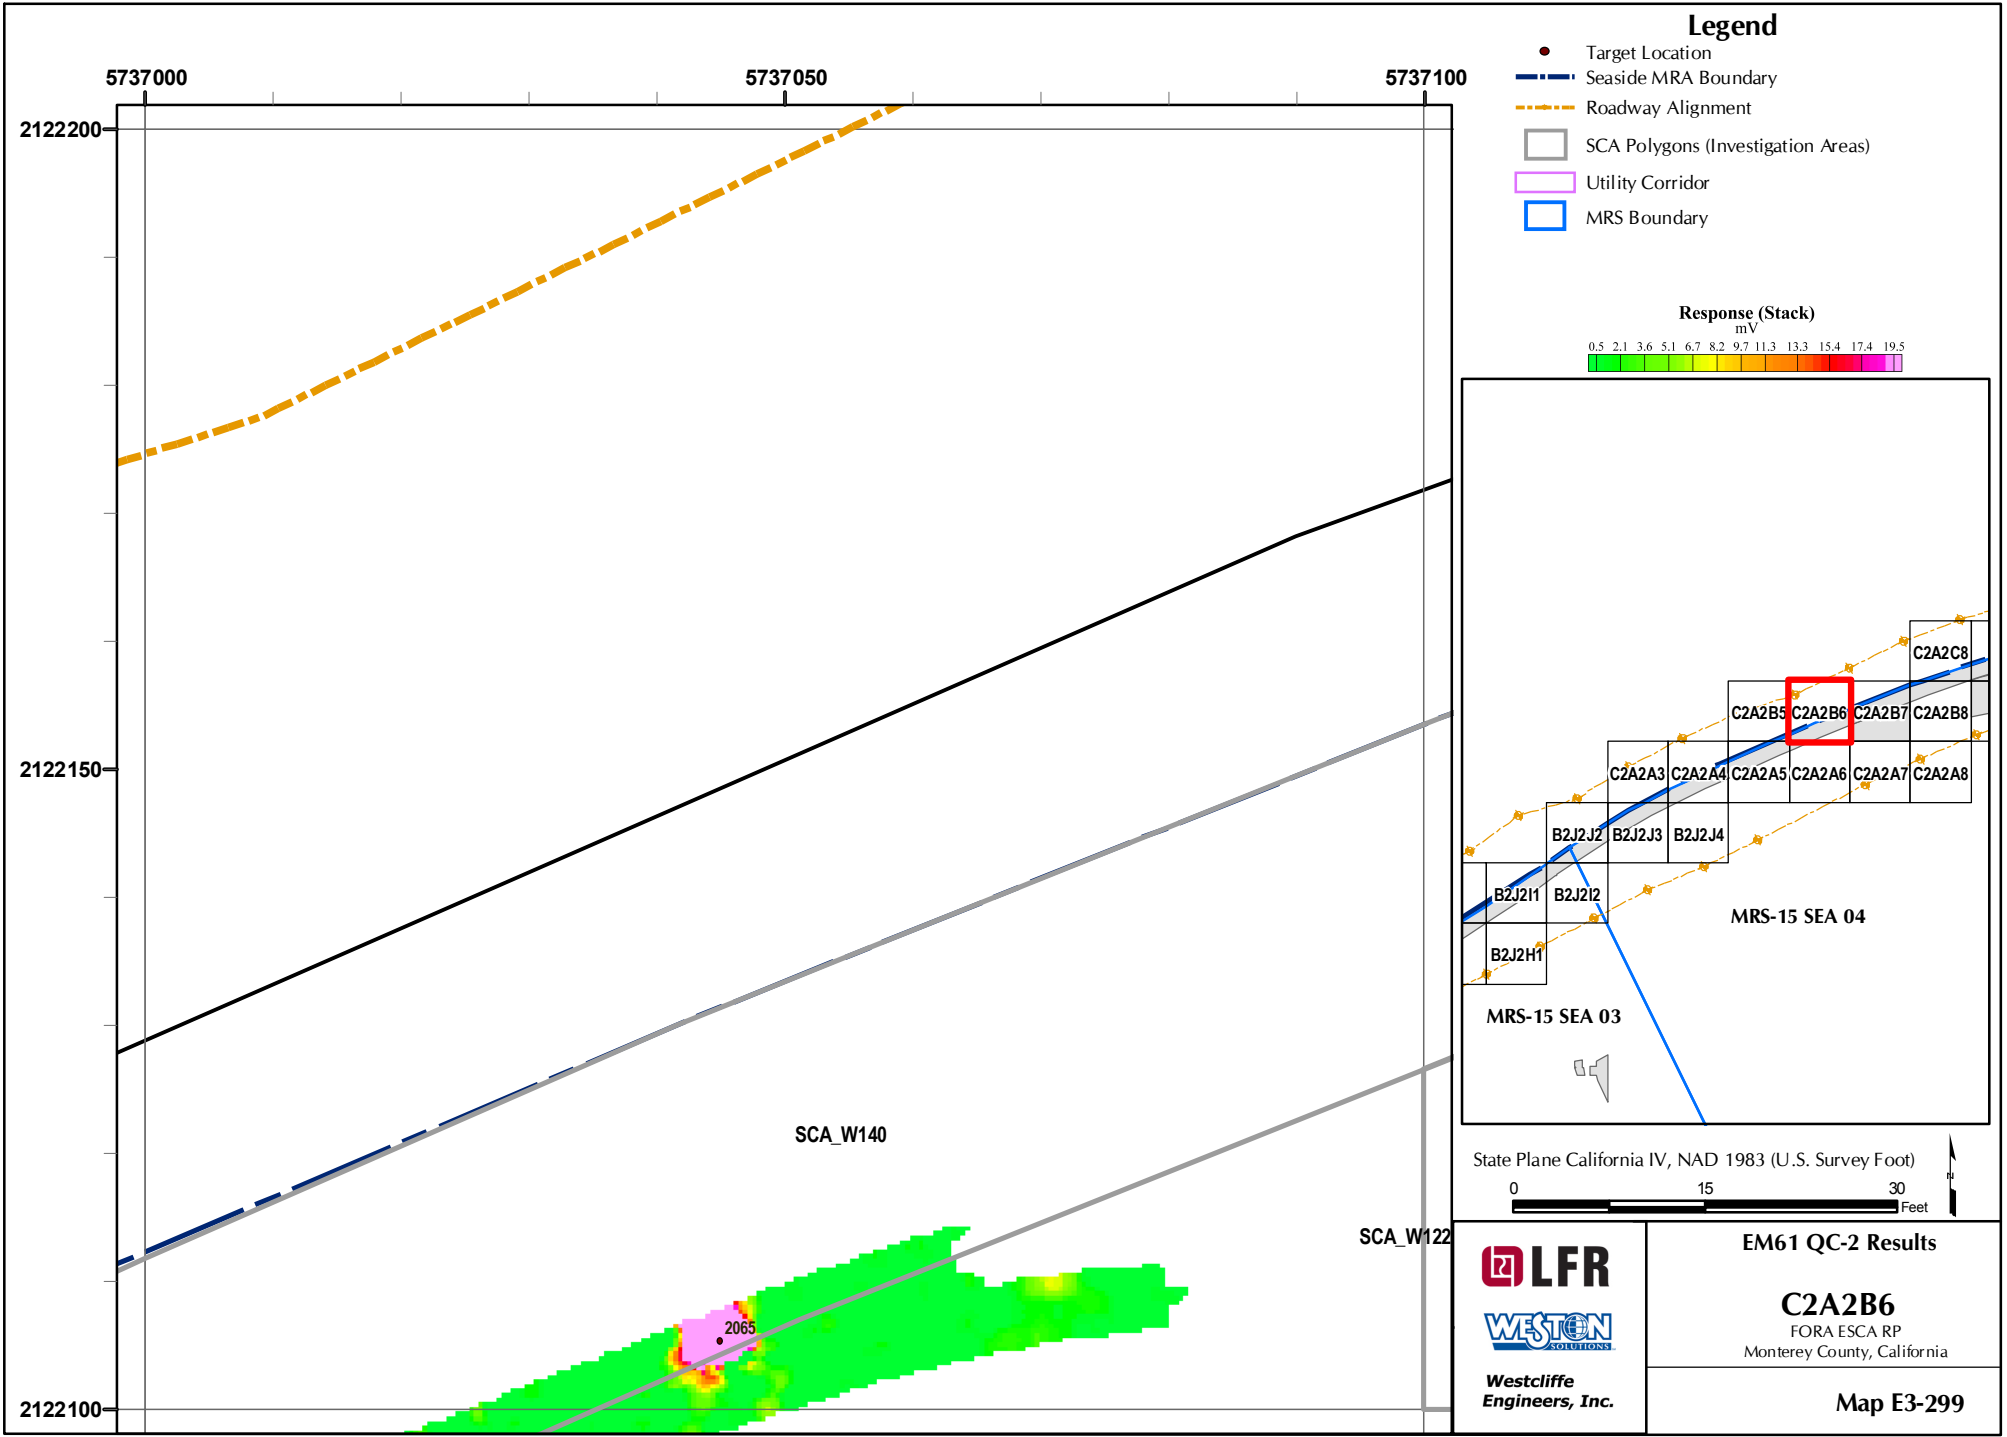 Legend
Target Location
Seaside MRA Boundary
Roadway Alignment
SCA Polygons (Investigation Areas)
Utility Corridor
MRS Boundary
5737000
5737050
5737100
2122200
2122150
2122100
SCA_W140
SCA_W122
2065
Response (Stack)
mV
0.5 2.1 3.6 5.1 6.7 8.2 9.7 11.3 13.3 15.4 17.4 19.5
C2A2C8
C2A2B5 C2A2B6 C2A2B7 C2A2B8
C2A2A3 C2A2A4 C2A2A5 C2A2A6 C2A2A7 C2A2A8
B2J2J2 B2J2J3 B2J2J4
B2J2I1 B2J2I2
MRS-15 SEA 04
B2J2H1
MRS-15 SEA 03
State Plane California IV, NAD 1983 (U.S. Survey Foot)
0 15 30
Feet
N
LFR
WESTON
SOLUTIONS
Westcliffe
Engineers, Inc.
EM61 QC-2 Results
C2A2B6
FORA ESCA RP
Monterey County, California
Map E3-299